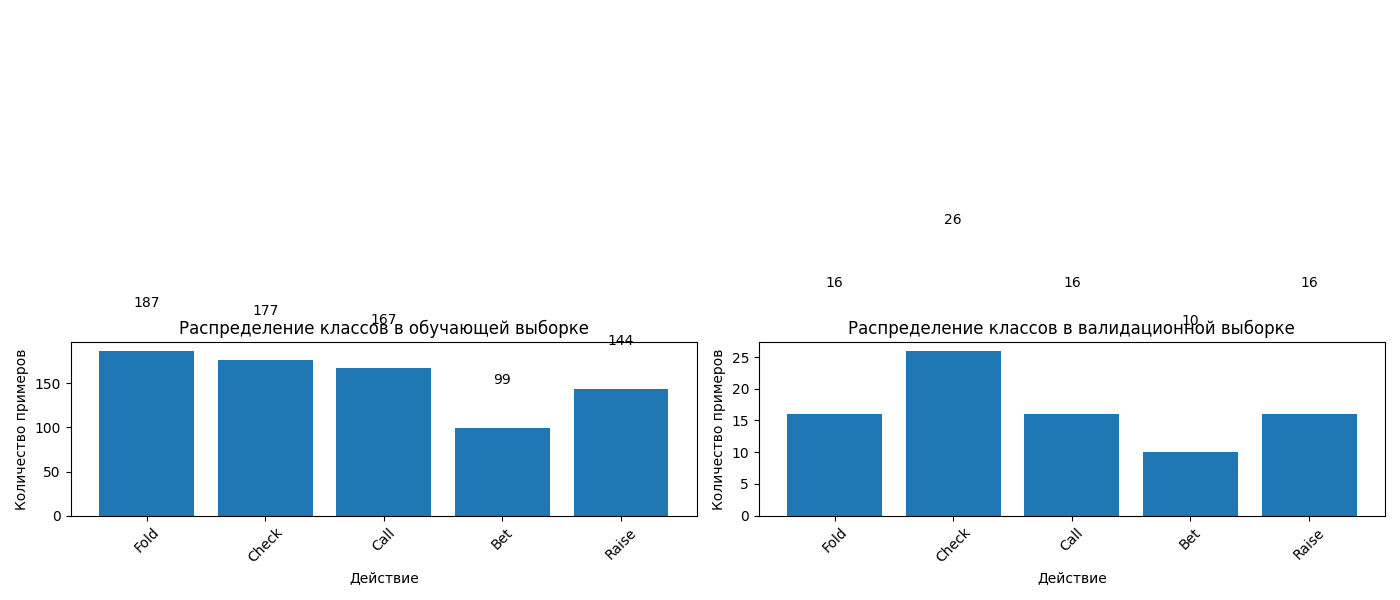 187
177
167
99
144
Распределение классов в обучающей выборке
Количество примеров
150
100
50
0
Fold
Check
Call
Bet
Raise
Действие
16
26
16
10
16
Распределение классов в валидационной выборке
Количество примеров
25
20
15
10
5
0
Fold
Check
Call
Bet
Raise
Действие